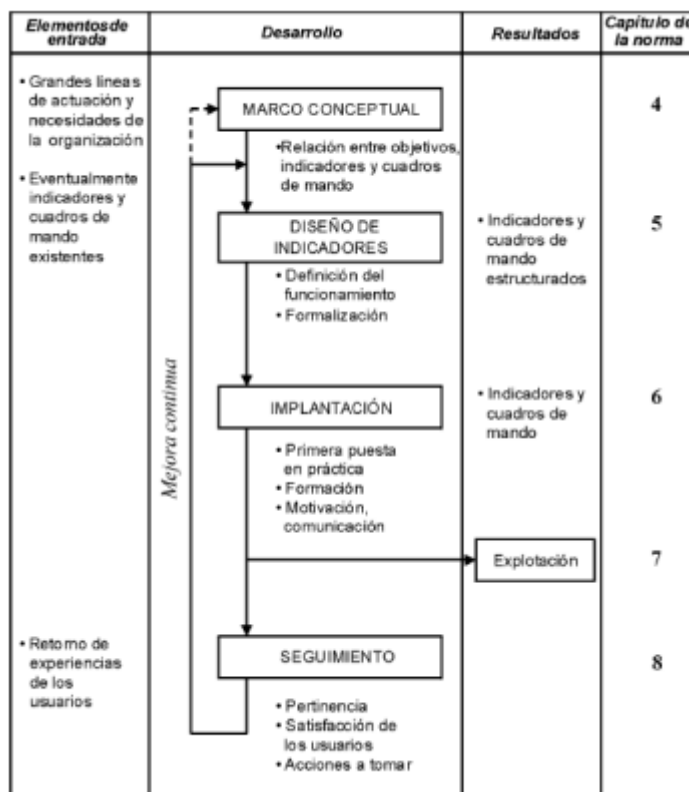 Elementos de
entrada
Desarrollo
Resultados
Capítulo de
la norma
• Grandes líneas
de actuación y
necesidades de
la organización
• Eventualmente
indicadores y
cuadros de
mando
existentes
MARCO CONCEPTUAL
4
•Relación entre objetivos,
indicadores y cuadros
de mando
DISEÑO DE
INDICADORES
• Indicadores y
cuadros de
mando
estructurados
5
• Definición del
funcionamiento
• Formalización
Mejora continua
IMPLANTACIÓN
• Indicadores y
cuadros de
mando
6
• Primera puesta
en práctica
• Formación
• Motivación,
comunicación
Explotación
7
• Retorno de
experiencias
de los
usuarios
SEGUIMIENTO
8
• Pertinencia
• Satisfacción de
los usuarios
• Acciones a tomar